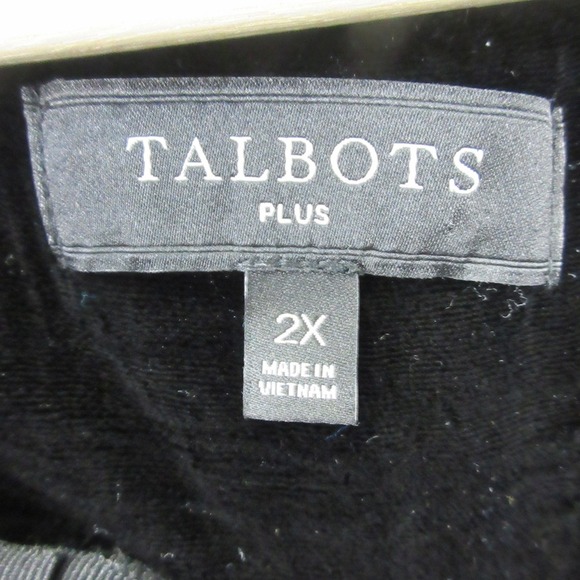 TALBOTS
PLUS
2X
MADE IN
VIETNAM